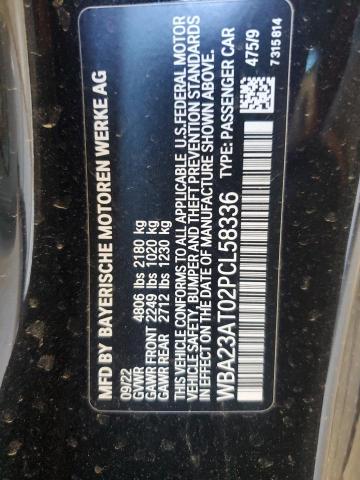 MFD BY BAYERISCHE MOTOREN WERKE AG
09/22
GVWR 4806 lbs 2180 kg
GAWR FRONT 2249 lbs 1020 kg
GAWR REAR 2712 lbs 1230 kg
THIS VEHICLE CONFORMS TO ALL APPLICABLE U.S. FEDERAL MOTOR
VEHICLE SAFETY, BUMPER AND THEFT PREVENTION STANDARDS
IN EFFECT ON THE DATE OF MANUFACTURE SHOWN ABOVE.
WBA23AT02PCL58336 TYPE: PASSENGER CAR
475/9
7 315 814